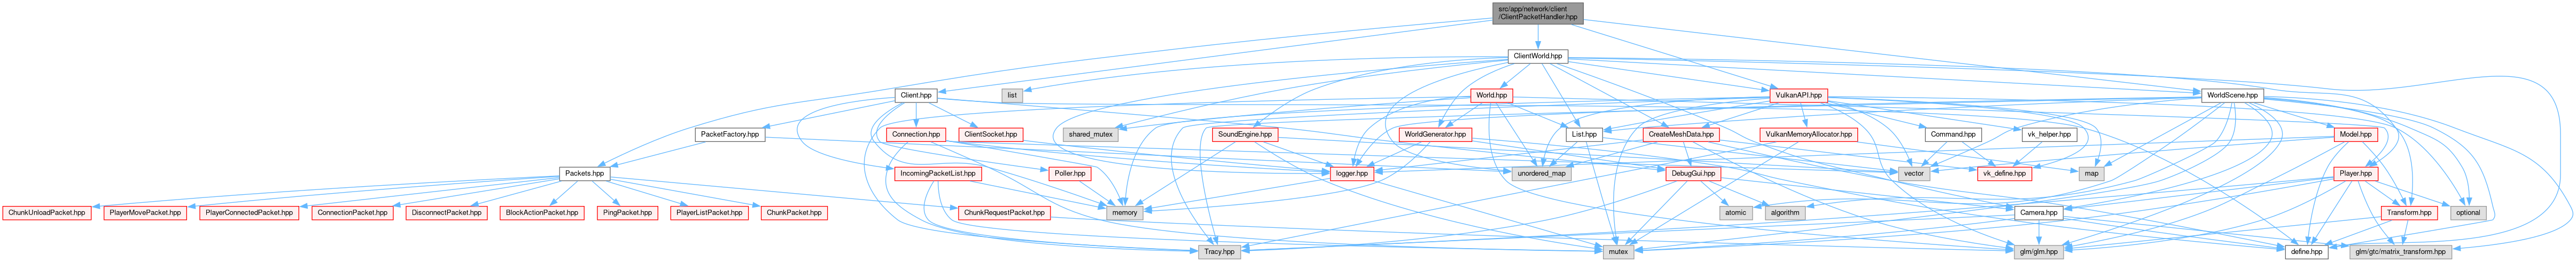 src/app/network/client
/ClientPacketHandler.hpp
ClientWorld.hpp
Client.hpp
list
World.hpp
VulkanAPI.hpp
WorldScene.hpp
PacketFactory.hpp
Connection.hpp
ClientSocket.hpp
shared_mutex
SoundEngine.hpp
WorldGenerator.hpp
List.hpp
CreateMeshData.hpp
VulkanMemoryAllocator.hpp
Command.hpp
vk_helper.hpp
Model.hpp
Packets.hpp
IncomingPacketList.hpp
Poller.hpp
logger.hpp
unordered_map
DebugGui.hpp
vector
vk_define.hpp
map
Player.hpp
ChunkUnloadPacket.hpp
PlayerMovePacket.hpp
PlayerConnectedPacket.hpp
ConnectionPacket.hpp
DisconnectPacket.hpp
BlockActionPacket.hpp
PingPacket.hpp
PlayerListPacket.hpp
ChunkPacket.hpp
ChunkRequestPacket.hpp
memory
atomic
algorithm
Camera.hpp
Transform.hpp
optional
Tracy.hpp
mutex
glm/glm.hpp
define.hpp
glm/gtc/matrix_transform.hpp